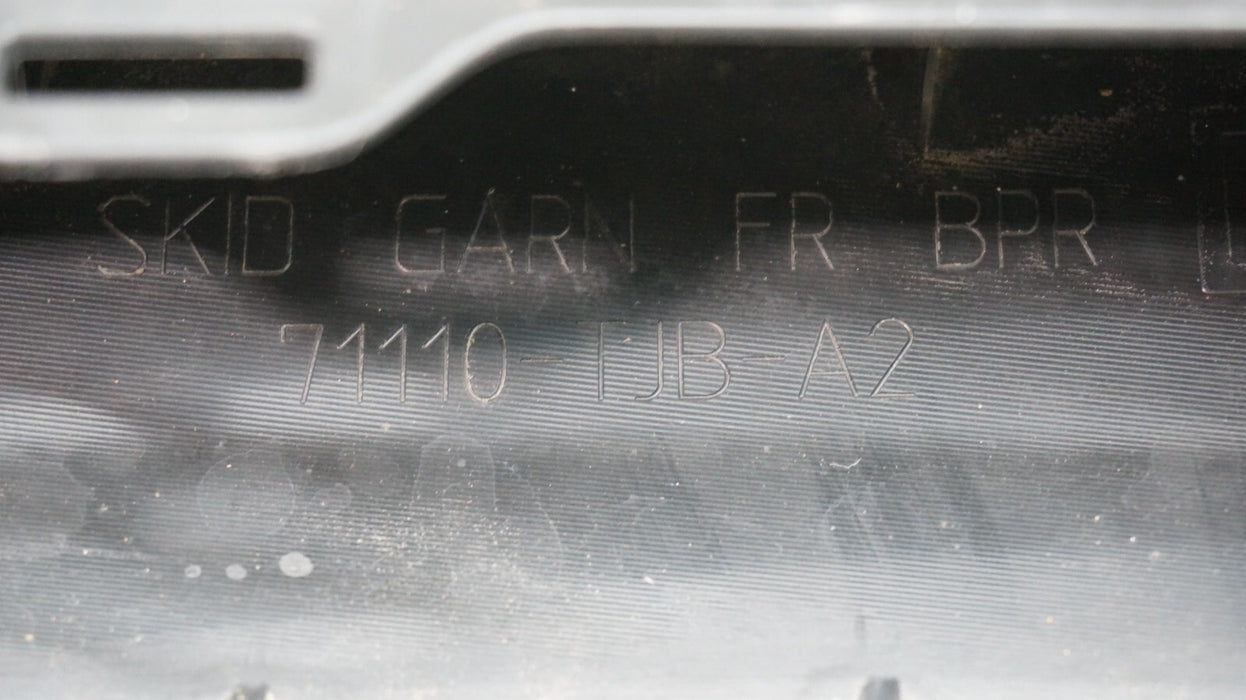 SKID GARN FR BPR
71110-TJB-A2